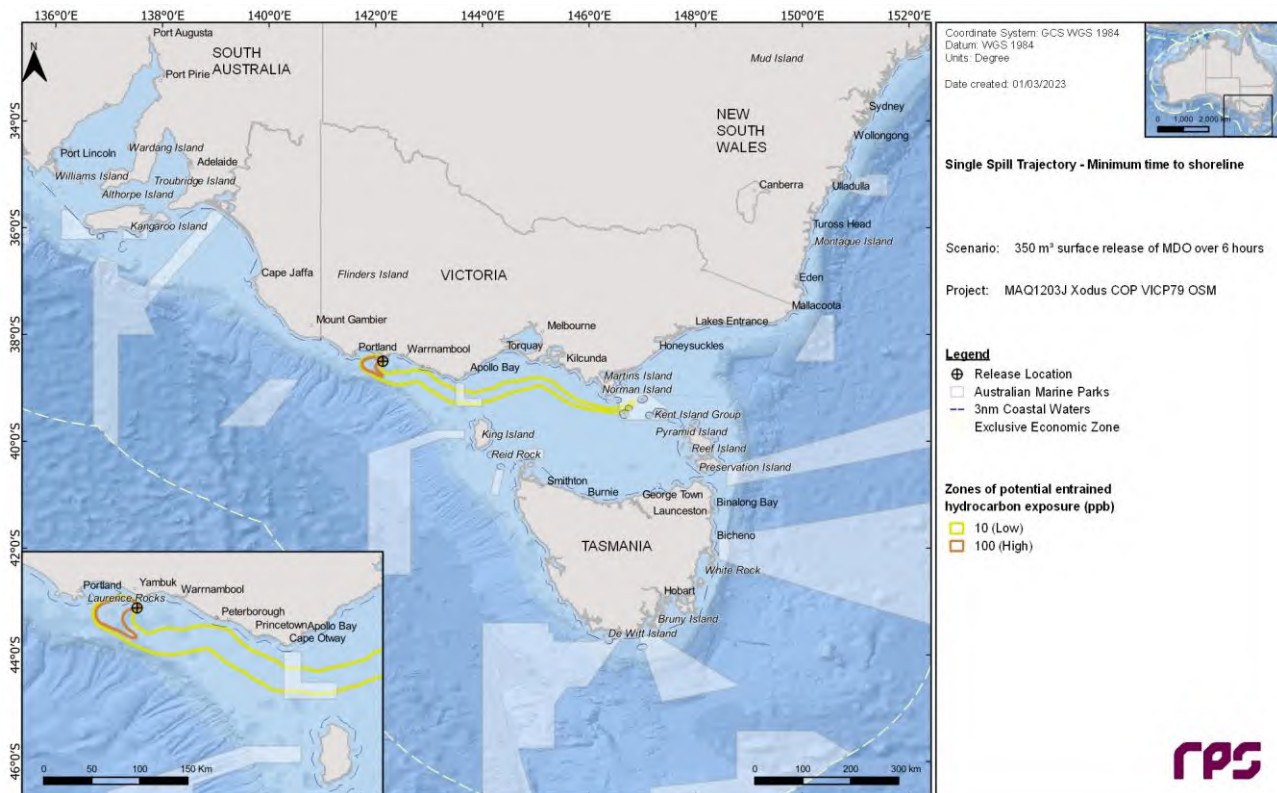 136°0'E
138°0'E
140°0'E
142°0'E
144°0'E
146°0'E
148°0'E
150°0'E
152°0'E
34°0'S
36°0'S
38°0'S
40°0'S
42°0'S
44°0'S
46°0'S
N
Port Augusta
SOUTH
AUSTRALIA
Port Pirie
Mud Island
Sydney
NEW
SOUTH
WALES
Wollongong
Port Lincoln
Wardang Island
Adelaide
Williams Island
Troubridge Island
Althorpe Island
Canberra
Ulladulla
Kangaroo Island
Tuross Head
Montague Island
Cape Jaffa
Flinders Island
VICTORIA
Eden
Mallacoota
Mount Gambier
Melbourne
Lakes Entrance
Portland
Warrnambool
Torquay
Kilcunda
Honeysuckles
Apollo Bay
Martins Island
Norman Island
Kent Island Group
King Island
Pyramid Island
Reid Rock
Reef Island
Preservation Island
Smithton
Burnie
George Town
Launceston
Binalong Bay
Bicheno
TASMANIA
White Rock
Hobart
Bruny Island
De Witt Island
Portland
Yambuk
Warrnambool
Laurence Rocks
Peterborough
Princetown
Apollo Bay
Cape Otway
0 50 100 150 Km
0 100 200 300 km
Coordinate System: GCS WGS 1984
Datum: WGS 1984
Units: Degree
Date created: 01/03/2023
0 1,000 2,000 km
Single Spill Trajectory - Minimum time to shoreline
Scenario: 350 m³ surface release of MDO over 6 hours
Project: MAQ1203J Xodus COP VICP79 OSM
Legend
Release Location
Australian Marine Parks
3nm Coastal Waters
Exclusive Economic Zone
Zones of potential entrained
hydrocarbon exposure (ppb)
10 (Low)
100 (High)
rps